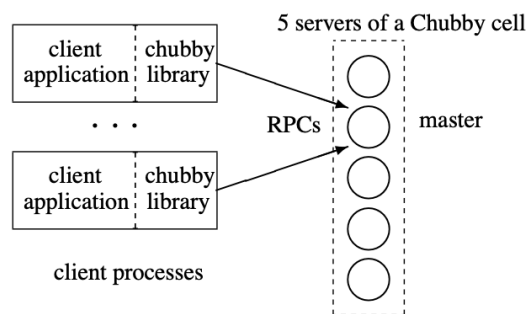 5 servers of a Chubby cell
client application
chubby library
. . .
RPCs
master
client application
chubby library
client processes